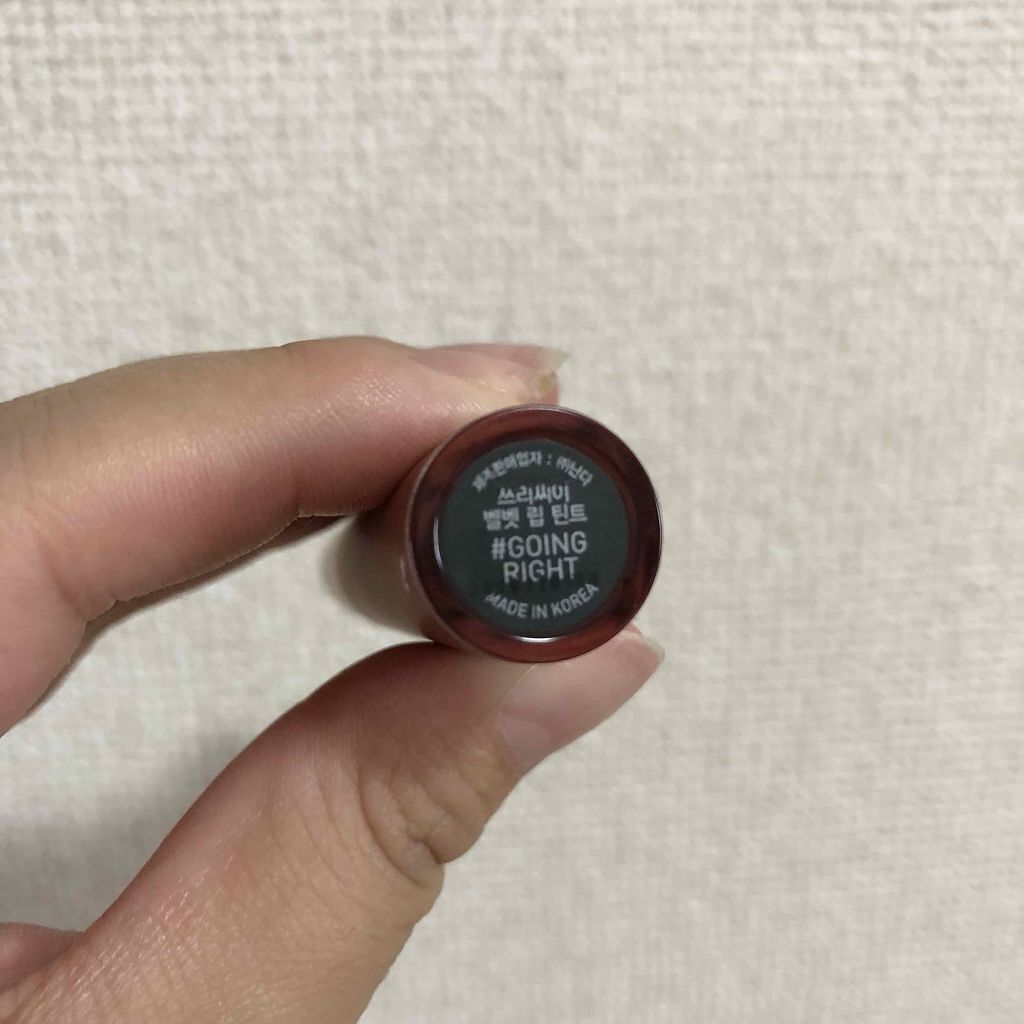 제조판매업자 : ㈜난다
쓰리씨이
벨벳 립 틴트
#GOING
RIGHT
MADE IN KOREA